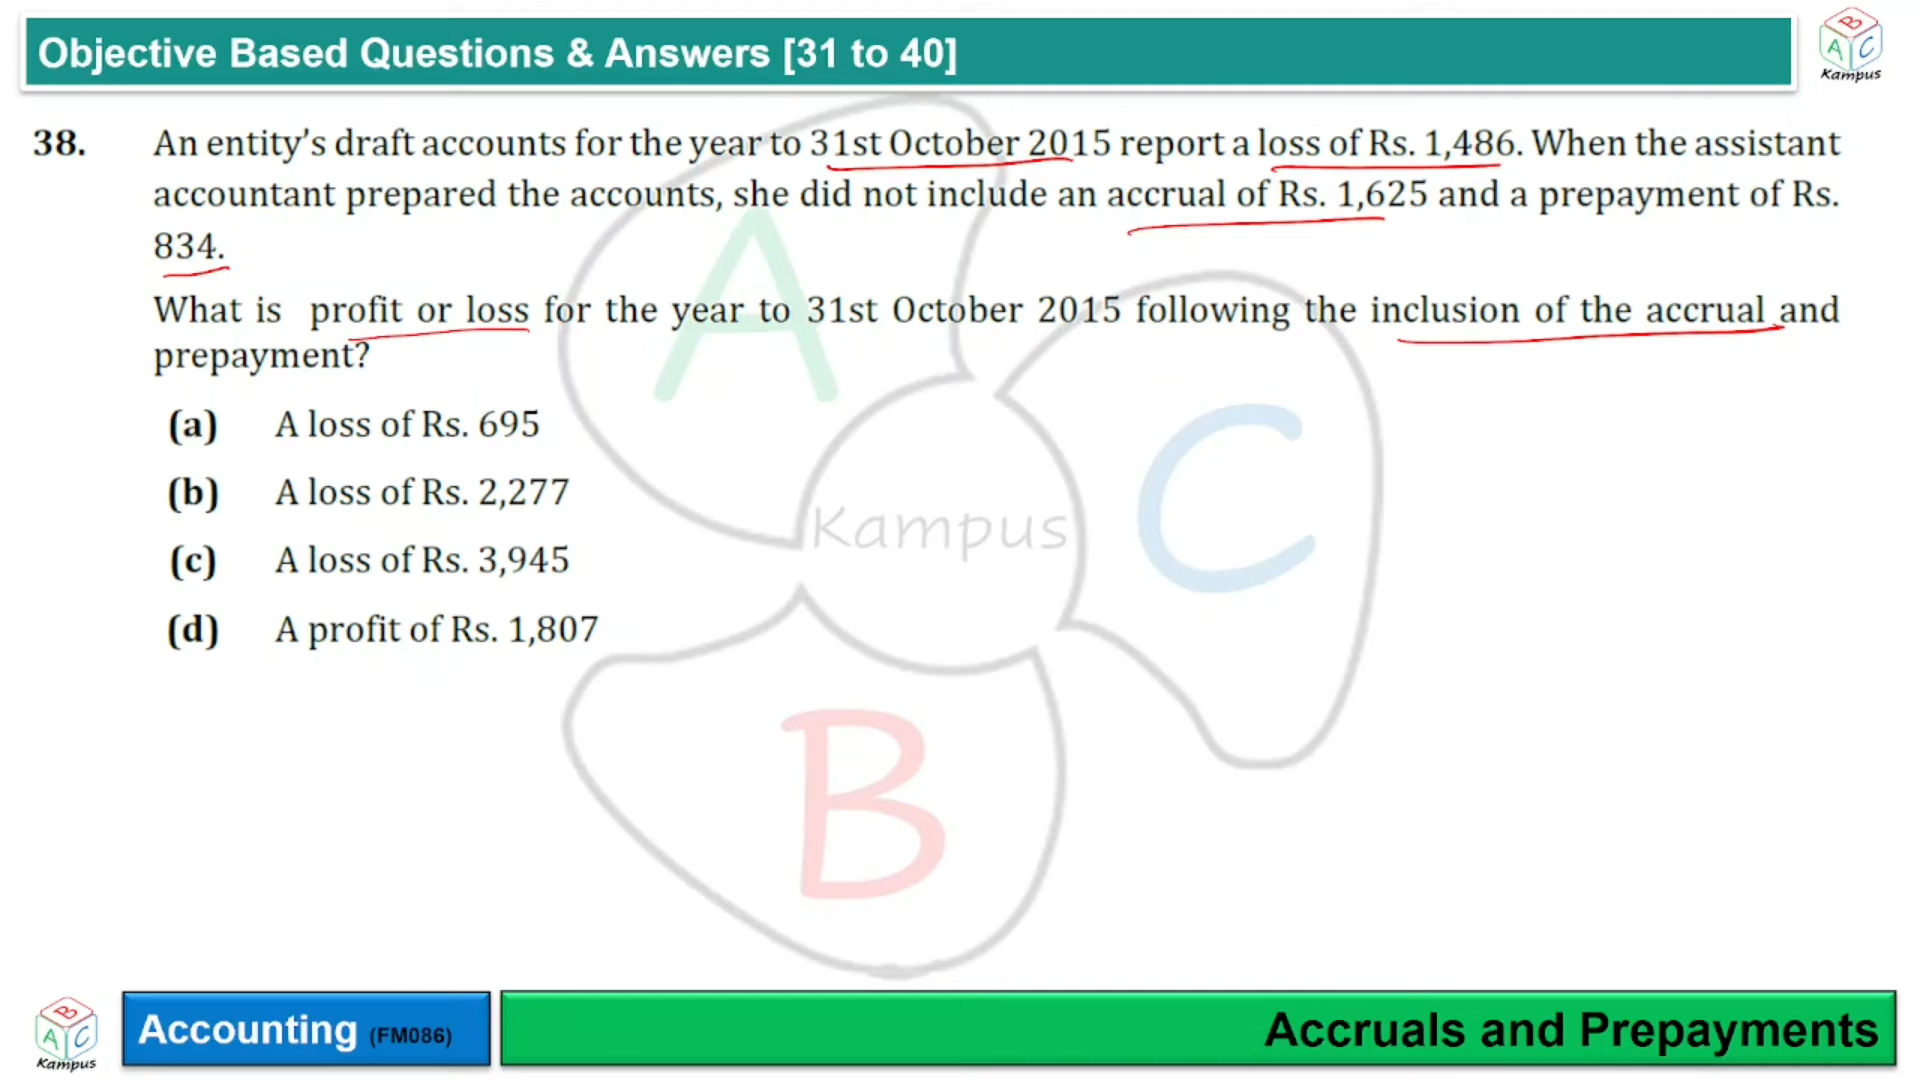 Objective Based Questions & Answers [31 to 40]
B
A C
Kampus
38. An entity's draft accounts for the year to 31st October 2015 report a loss of Rs. 1,486. When the assistant
accountant prepared the accounts, she did not include an accrual of Rs. 1,625 and a prepayment of Rs.
834.
What is profit or loss for the year to 31st October 2015 following the inclusion of the accrual and
prepayment?
(a) A loss of Rs. 695
(b) A loss of Rs. 2,277
(c) A loss of Rs. 3,945
(d) A profit of Rs. 1,807
A
C
Kampus
B
B
A C
Kampus
Accounting (FM086)
Accruals and Prepayments